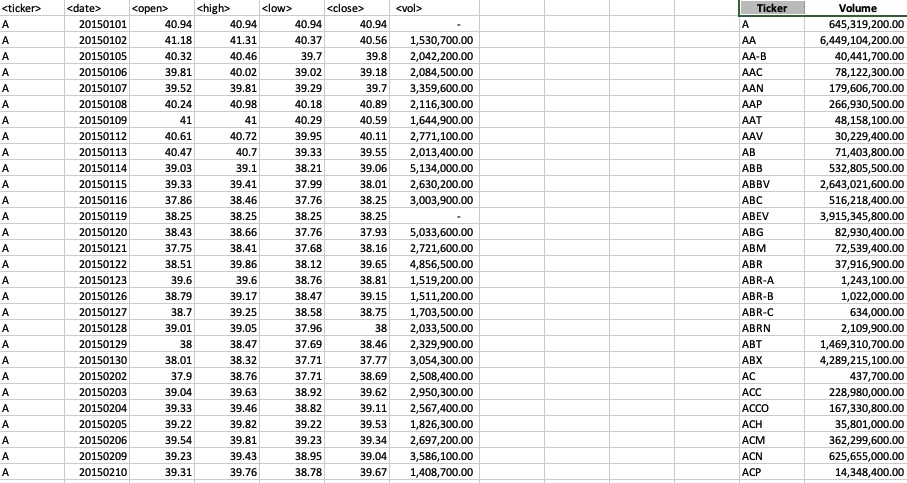 <ticker> <date> <open> <high> <low> <close> <vol> Ticker Volume
A 20150101 40.94 40.94 40.94 40.94 - A 645,319,200.00
A 20150102 41.18 41.31 40.37 40.56 1,530,700.00 AA 6,449,104,200.00
A 20150105 40.32 40.46 39.7 39.8 2,042,200.00 AA-B 40,441,700.00
A 20150106 39.81 40.02 39.02 39.18 2,084,500.00 AAC 78,122,300.00
A 20150107 39.52 39.81 39.29 39.7 3,359,600.00 AAN 179,606,700.00
A 20150108 40.24 40.98 40.18 40.89 2,116,300.00 AAP 266,930,500.00
A 20150109 41 41 40.29 40.59 1,644,900.00 AAT 48,158,100.00
A 20150112 40.61 40.72 39.95 40.11 2,771,100.00 AAV 30,229,400.00
A 20150113 40.47 40.7 39.33 39.55 2,013,400.00 AB 71,403,800.00
A 20150114 39.03 39.1 38.21 39.06 5,134,000.00 ABB 532,805,500.00
A 20150115 39.33 39.41 37.99 38.01 2,630,200.00 ABBV 2,643,021,600.00
A 20150116 37.86 38.46 37.76 38.25 3,003,900.00 ABC 516,218,400.00
A 20150119 38.25 38.25 38.25 38.25 - ABEV 3,915,345,800.00
A 20150120 38.43 38.66 37.76 37.93 5,033,600.00 ABG 82,930,400.00
A 20150121 37.75 38.41 37.68 38.16 2,721,600.00 ABM 72,539,400.00
A 20150122 38.51 39.86 38.12 39.65 4,856,500.00 ABR 37,916,900.00
A 20150123 39.6 39.6 38.76 38.81 1,519,200.00 ABR-A 1,243,100.00
A 20150126 38.79 39.17 38.47 39.15 1,511,200.00 ABR-B 1,022,000.00
A 20150127 38.7 39.25 38.58 38.75 1,703,500.00 ABR-C 634,000.00
A 20150128 39.01 39.05 37.96 38 2,033,500.00 ABRN 2,109,900.00
A 20150129 38 38.47 37.69 38.46 2,329,900.00 ABT 1,469,310,700.00
A 20150130 38.01 38.32 37.71 37.77 3,054,300.00 ABX 4,289,215,100.00
A 20150202 37.9 38.76 37.71 38.69 2,508,400.00 AC 437,700.00
A 20150203 39.04 39.63 38.92 39.62 2,950,300.00 ACC 228,980,000.00
A 20150204 39.33 39.46 38.82 39.11 2,567,400.00 ACCO 167,330,800.00
A 20150205 39.22 39.82 39.22 39.53 1,826,300.00 ACH 35,801,000.00
A 20150206 39.54 39.81 39.23 39.34 2,697,200.00 ACM 362,299,600.00
A 20150209 39.23 39.43 38.95 39.04 3,586,100.00 ACN 625,655,000.00
A 20150210 39.31 39.76 38.78 39.67 1,408,700.00 ACP 14,348,400.00